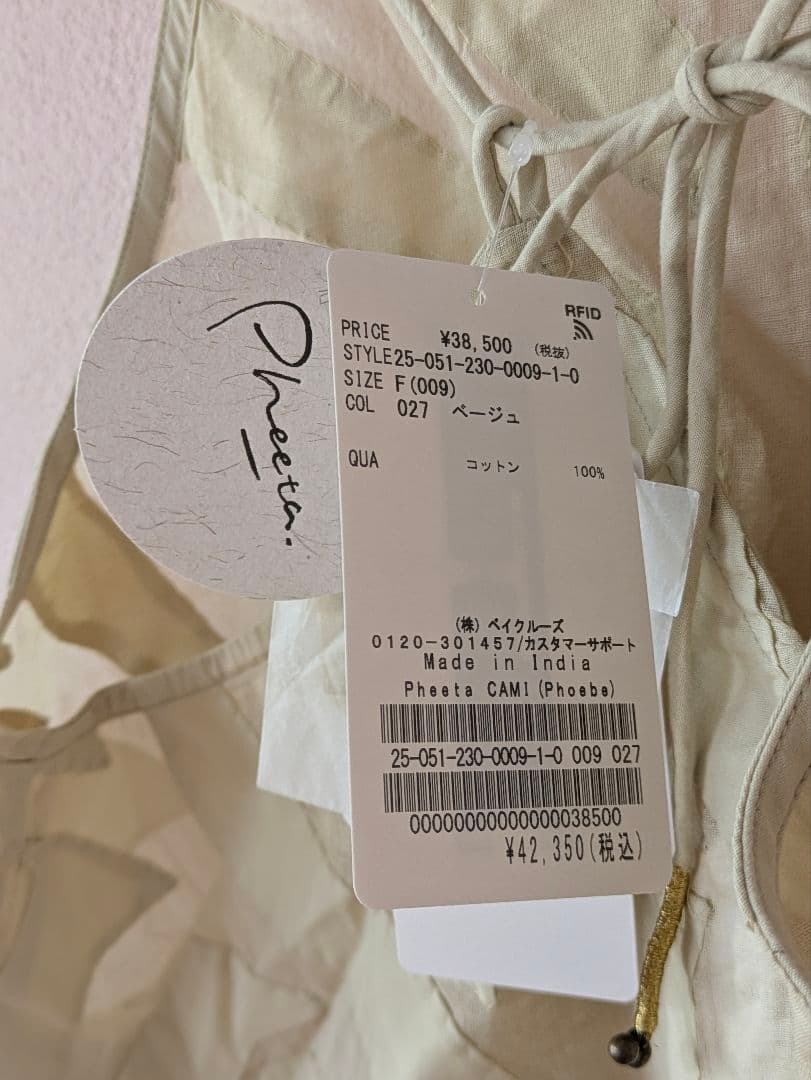 Pheeta.
RFID
PRICE ¥38,500 (税抜)
STYLE25-051-230-0009-1-0
SIZE F(009)
COL 027 ベージュ
QUA コットン 100%
(株) ベイクルーズ
0120-301457/カスタマーサポート
Made in India
Pheeta CAMI(Phoebe)
25-051-230-0009-1-0 009 027
00000000000000038500
¥42,350(税込)